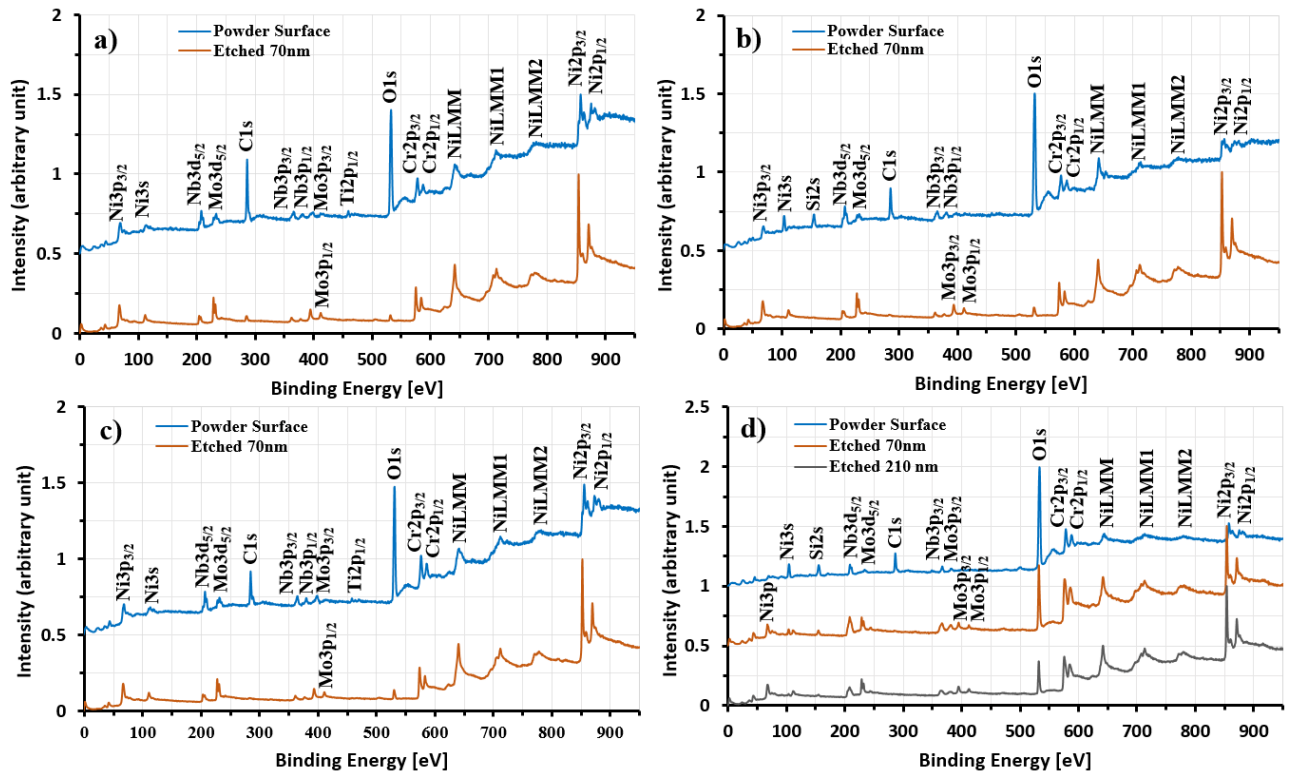 a)
Powder Surface
Etched 70nm
Intensity (arbitrary unit)
2
1.5
1
0.5
0
Ni3p3/2
Ni3s
Nb3d5/2
Mo3d5/2
C1s
Nb3p3/2
Nb3p1/2
Mo3p3/2
Ti2p1/2
O1s
Cr2p3/2
Cr2p1/2
NiLMM
NiLMM1
NiLMM2
Ni2p3/2
Ni2p1/2
Mo3p1/2
0 100 200 300 400 500 600 700 800 900
Binding Energy [eV]
b)
Powder Surface
Etched 70nm
Intensity (arbitrary unit)
2
1.5
1
0.5
0
Ni3p3/2
Ni3s
Si2s
Nb3d5/2
Mo3d5/2
C1s
Nb3p3/2
Nb3p1/2
O1s
Cr2p3/2
Cr2p1/2
NiLMM
NiLMM1
NiLMM2
Ni2p3/2
Ni2p1/2
Mo3p3/2
Mo3p1/2
0 100 200 300 400 500 600 700 800 900
Binding Energy [eV]
c)
Powder Surface
Etched 70nm
Intensity (arbitrary unit)
2
1.5
1
0.5
0
Ni3p3/2
Ni3s
Nb3d5/2
Mo3d5/2
C1s
Nb3p3/2
Nb3p1/2
Mo3p3/2
Ti2p1/2
O1s
Cr2p3/2
Cr2p1/2
NiLMM
NiLMM1
NiLMM2
Ni2p3/2
Ni2p1/2
Mo3p1/2
0 100 200 300 400 500 600 700 800 900
Binding Energy [eV]
d)
Powder Surface
Etched 70nm
Etched 210 nm
Intensity (arbitrary unit)
2.5
2
1.5
1
0.5
0
Ni3s
Si2s
Nb3d5/2
Mo3d5/2
C1s
Nb3p3/2
Mo3p3/2
O1s
Cr2p3/2
Cr2p1/2
NiLMM
NiLMM1
NiLMM2
Ni2p3/2
Ni2p1/2
Ni3p
Mo3p3/2
Mo3p1/2
0 100 200 300 400 500 600 700 800 900
Binding Energy [eV]